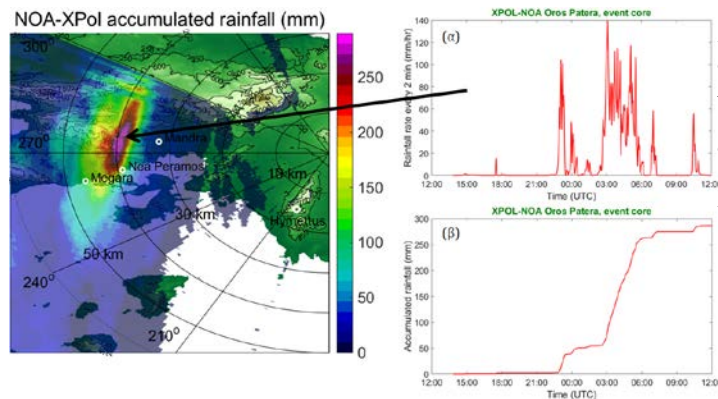 NOA-XPol accumulated rainfall (mm)
300°
270°
240°
210°
Mandra
Nea Peramos
Megara
Hymettus
10 km
30 km
50 km
250
200
150
100
50
0
XPOL-NOA Oros Patera, event core
(α)
Rainfall rate every 2 min (mm/hr)
140
120
100
80
60
40
20
0
12:00 15:00 18:00 21:00 00:00 03:00 06:00 09:00 12:00
Time (UTC)
XPOL-NOA Oros Patera, event core
(β)
Accumulated rainfall (mm)
300
250
200
150
100
50
0
12:00 15:00 18:00 21:00 00:00 03:00 06:00 09:00 12:00
Time (UTC)